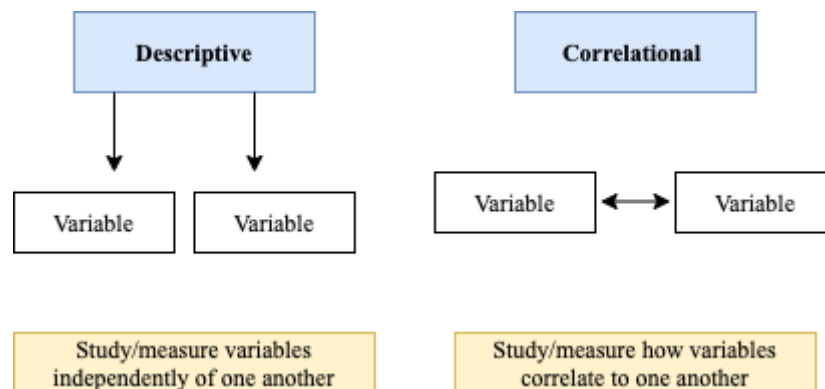 Descriptive
Correlational
Variable
Variable
Variable
Variable
Study/measure variables
independently of one another
Study/measure how variables
correlate to one another